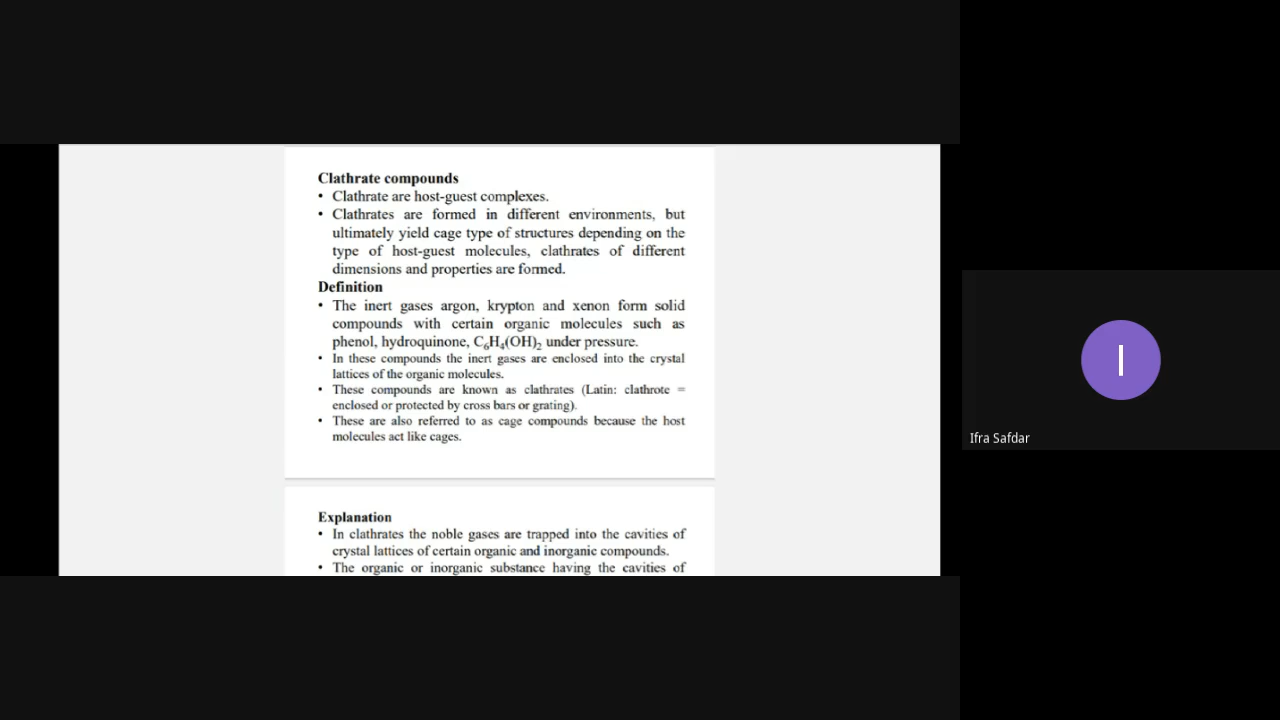 Clathrate compounds
• Clathrate are host-guest complexes.
• Clathrates are formed in different environments, but
ultimately yield cage type of structures depending on the
type of host-guest molecules, clathrates of different
dimensions and properties are formed.
Definition
• The inert gases argon, krypton and xenon form solid
compounds with certain organic molecules such as
phenol, hydroquinone, C₆H₄(OH)₂ under pressure.
• In these compounds the inert gases are enclosed into the crystal
lattices of the organic molecules.
• These compounds are known as clathrates (Latin: clathrote =
enclosed or protected by cross bars or grating).
• These are also referred to as cage compounds because the host
molecules act like cages.
Explanation
• In clathrates the noble gases are trapped into the cavities of
crystal lattices of certain organic and inorganic compounds.
• The organic or inorganic substance having the cavities of
I
Ifra Safdar